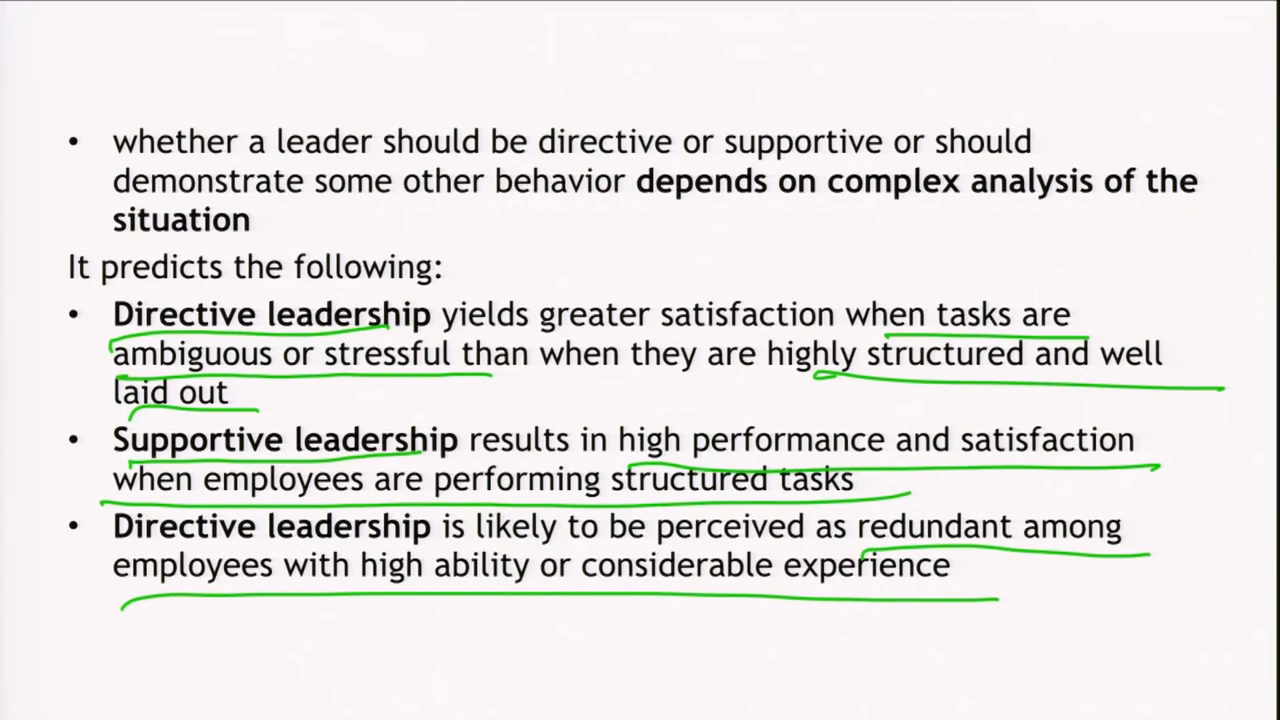 • whether a leader should be directive or supportive or should
demonstrate some other behavior depends on complex analysis of the
situation
It predicts the following:
• Directive leadership yields greater satisfaction when tasks are
ambiguous or stressful than when they are highly structured and well
laid out
• Supportive leadership results in high performance and satisfaction
when employees are performing structured tasks
• Directive leadership is likely to be perceived as redundant among
employees with high ability or considerable experience